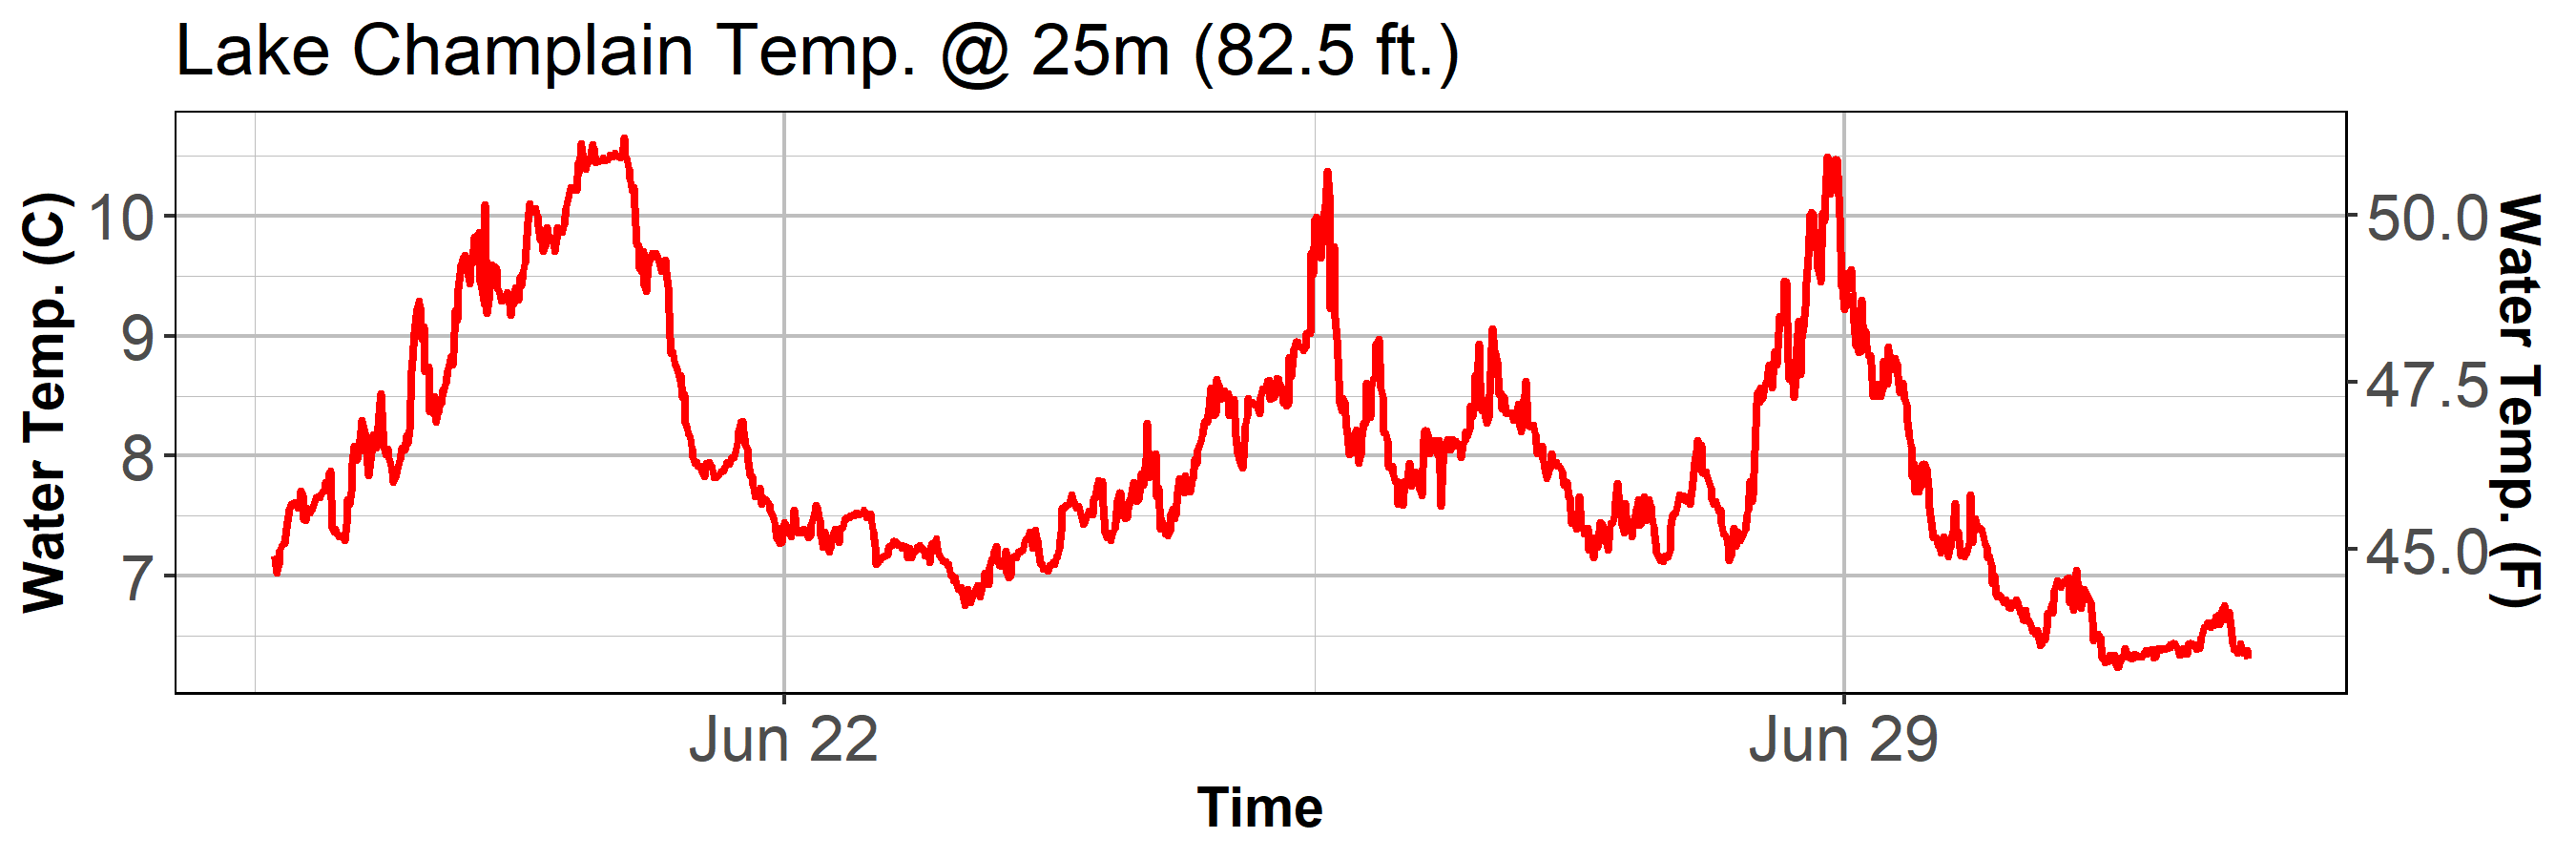 Lake Champlain Temp. @ 25m (82.5 ft.)
Water Temp. (C)
10
9
8
7
50.0
47.5
45.0
Water Temp. (F)
Jun 22
Jun 29
Time